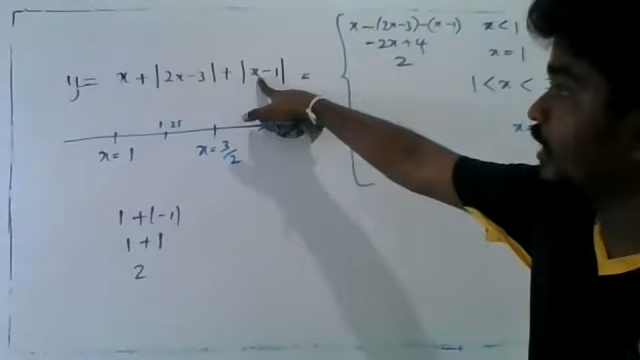 y = x + |2x-3| + |x-1| =
x-(2x-3)-(x-1) x<1
-2x+4
2 x=1
1<x<
x=
1.25
x=1 x=3/2
1+|-1|
1+1
2